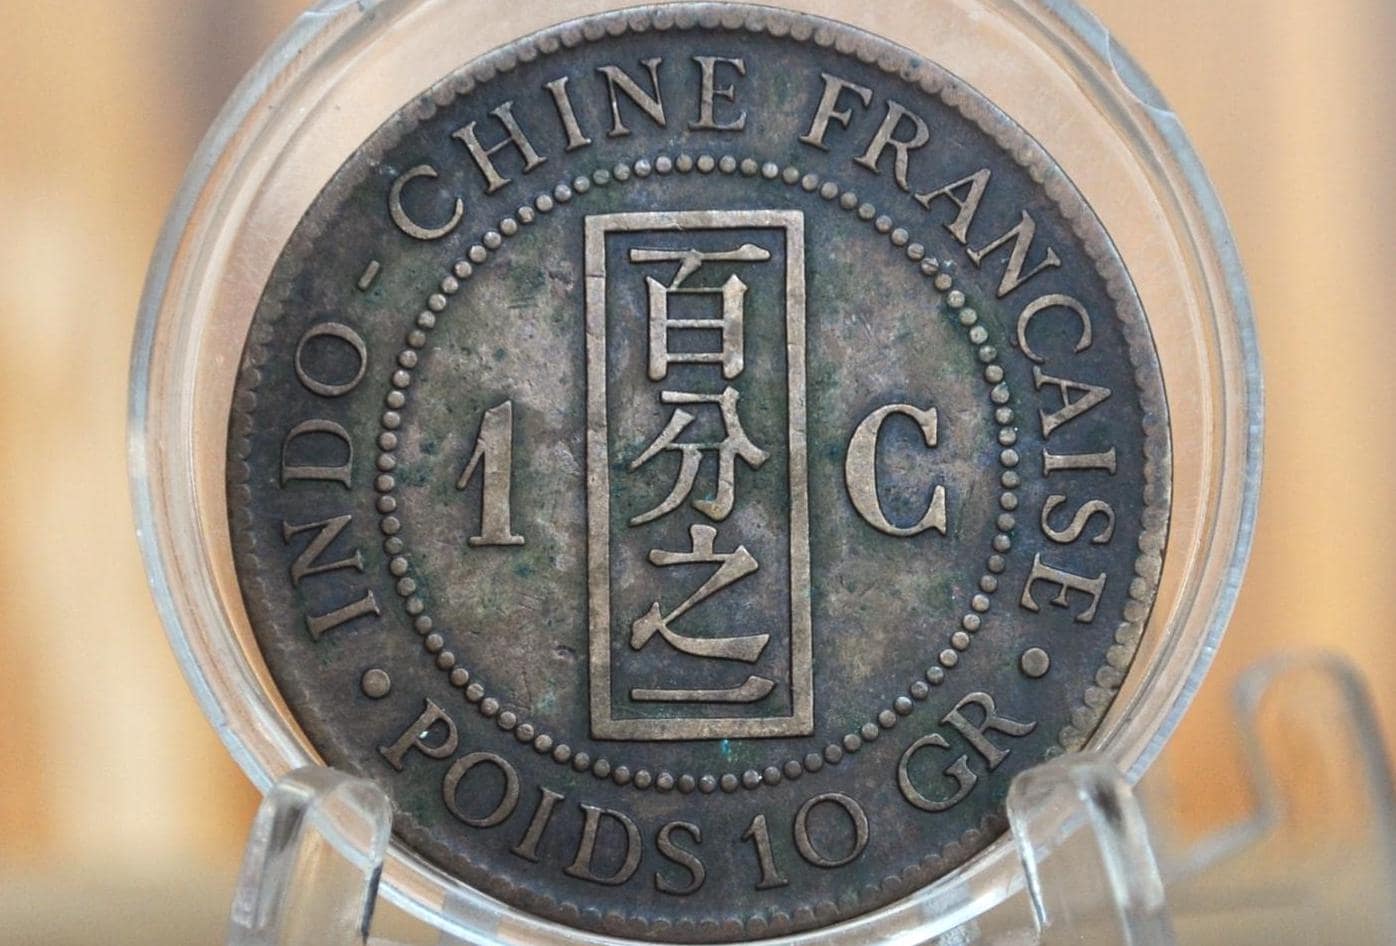 INDO-CHINE FRANCAISE
1
百分之一
C
POIDS 10 GR